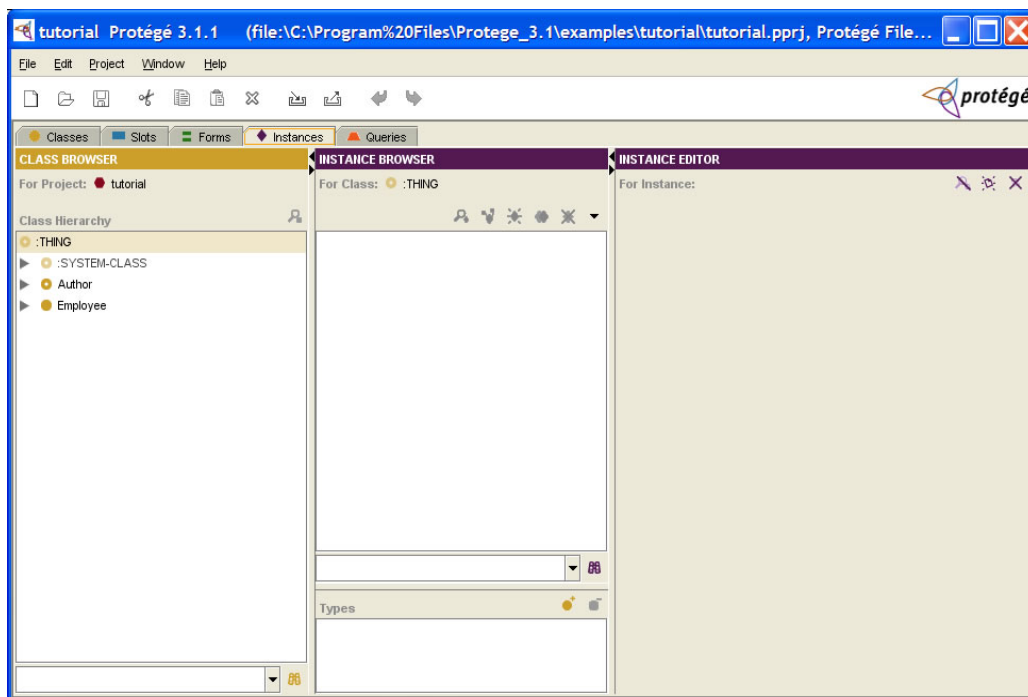 tutorial Protégé 3.1.1 (file:\C:\Program%20Files\Protege_3.1\examples\tutorial\tutorial.pprj, Protégé File...
File Edit Project Window Help
protégé
Classes Slots Forms Instances Queries
CLASS BROWSER INSTANCE BROWSER INSTANCE EDITOR
For Project: tutorial For Class: :THING For Instance:
Class Hierarchy
:THING
:SYSTEM-CLASS
Author
Employee
Types